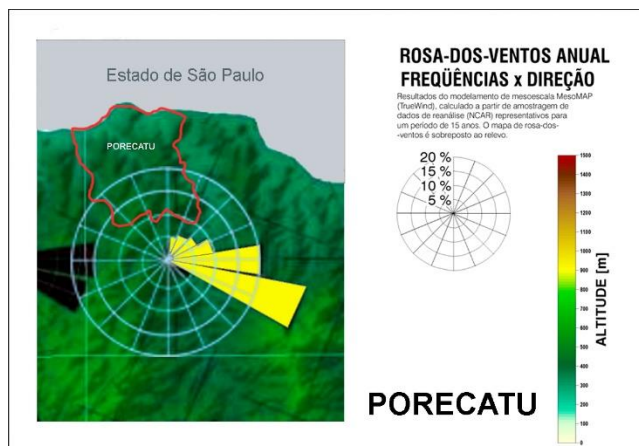 Estado de São Paulo
PORECATU
ROSA-DOS-VENTOS ANUAL
FREQÜÊNCIAS x DIREÇÃO
Resultados do modelamento de mesoescala MesoMAP
(TrueWind), calculado a partir de amostragem de
dados de reanálise (NCAR) representativos para
um período de 15 anos. O mapa de rosa-dos-
-ventos é sobreposto ao relevo.
20 %
15 %
10 %
5 %
1500
1400
1300
1200
1100
1000
900
800
700
600
500
400
300
200
100
0
ALTITUDE [m]
PORECATU